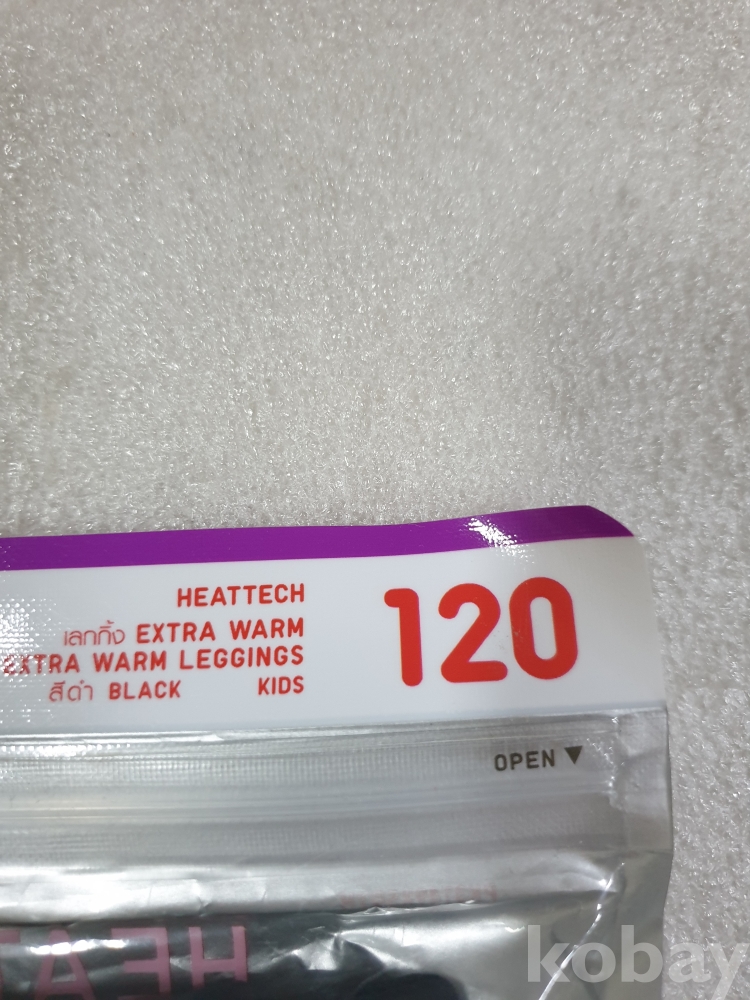 HEATTECH
เลกกิ้ง EXTRA WARM
EXTRA WARM LEGGINGS
สีดำ BLACK KIDS
120
OPEN ▼
HEAT
kobay